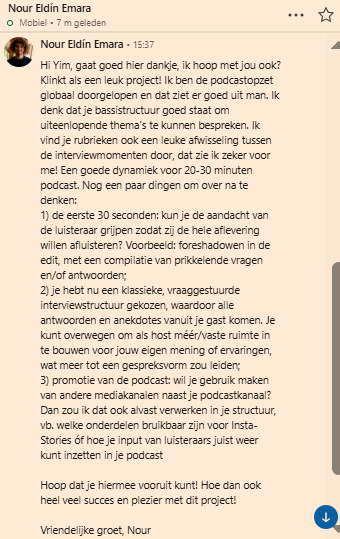 Nour Eldín Emara
Mobiel • 7 m geleden
Nour Eldín Emara • 15:37
Hi Yim, gaat goed hier dankje, ik hoop met jou ook?
Klinkt als een leuk project! Ik ben de podcastopzet
globaal doorgelopen en dat ziet er goed uit man. Ik
denk dat je bassistructuur goed staat om
uiteenlopende thema's te kunnen bespreken. Ik
vind je rubrieken ook een leuke afwisseling tussen
de interviewmomenten door, dat zie ik zeker voor
me! Een goede dynamiek voor 20-30 minuten
podcast. Nog een paar dingen om over na te
denken:
1) de eerste 30 seconden: kun je de aandacht van
de luisteraar grijpen zodat zij de hele aflevering
willen afluisteren? Voorbeeld: foreshadowen in de
edit, met een compilatie van prikkelende vragen
en/of antwoorden;
2) je hebt nu een klassieke, vraaggestuurde
interviewstructuur gekozen, waardoor alle
antwoorden en anekdotes vanuit je gast komen. Je
kunt overwegen om als host méér/vaste ruimte in
te bouwen voor jouw eigen mening of ervaringen,
wat meer tot een gespreksvorm zou leiden;
3) promotie van de podcast: wil je gebruik maken
van andere mediakanalen naast je podcastkanaal?
Dan zou ik dat ook alvast verwerken in je structuur,
vb. welke onderdelen bruikbaar zijn voor Insta-
Stories óf hoe je input van luisteraars juist weer
kunt inzetten in je podcast
Hoop dat je hiermee vooruit kunt! Hoe dan ook
heel veel succes en plezier met dit project!
Vriendelijke groet, Nour